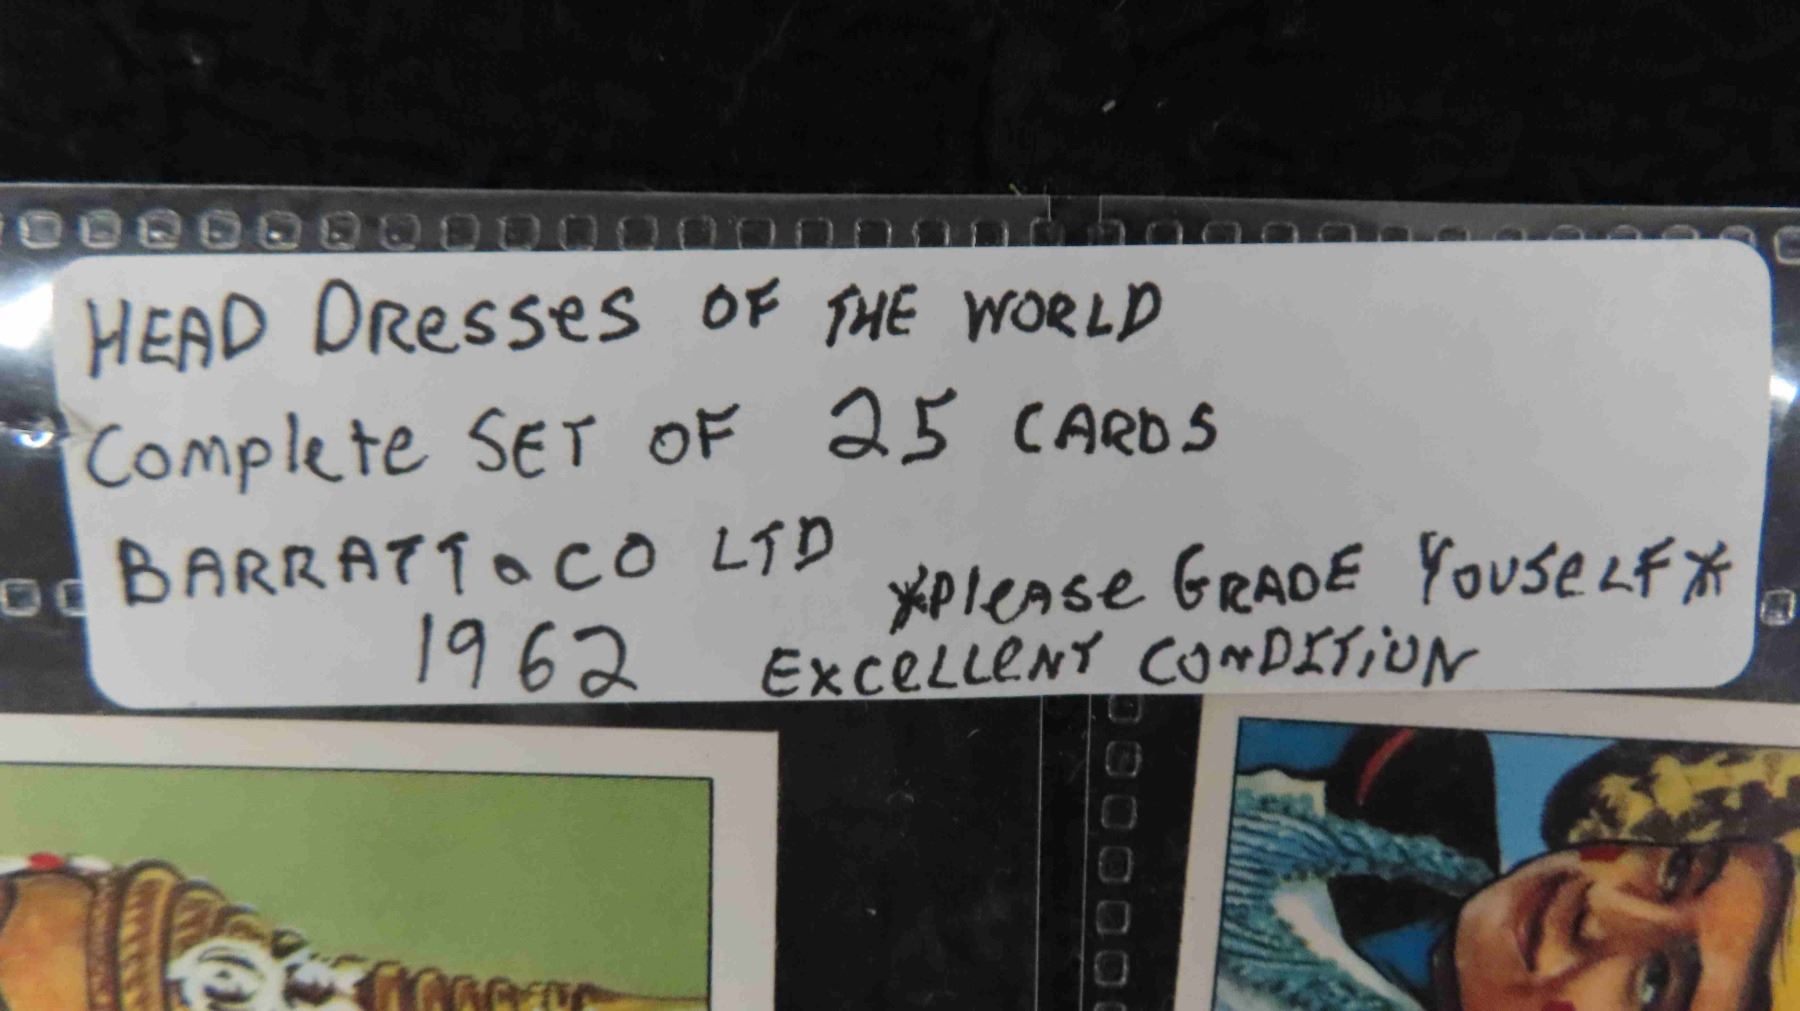 HEAD DResses OF THE WORLD
Complete SET OF 25 CARDS
BARRATT & CO LTD
*PleAse GRADE YouseLF*
1962 ExceLLeNT CONDITiON